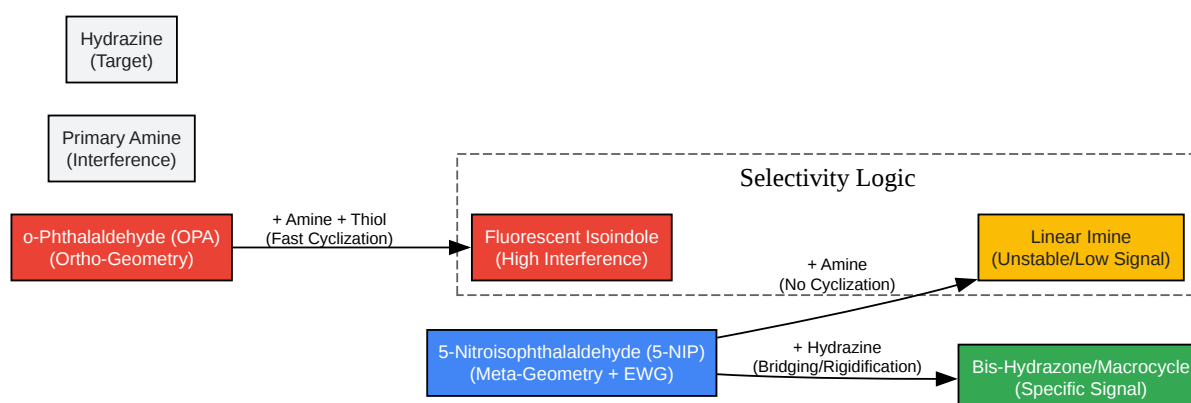 Hydrazine
(Target)
Primary Amine
(Interference)
Selectivity Logic
o-Phthalaldehyde (OPA)
(Ortho-Geometry)
+ Amine + Thiol
(Fast Cyclization)
Fluorescent Isoindole
(High Interference)
Linear Imine
(Unstable/Low Signal)
+ Amine
(No Cyclization)
5-Nitroisophthalaldehyde (5-NIP)
(Meta-Geometry + EWG)
+ Hydrazine
(Bridging/Rigidification)
Bis-Hydrazone/Macrocycle
(Specific Signal)